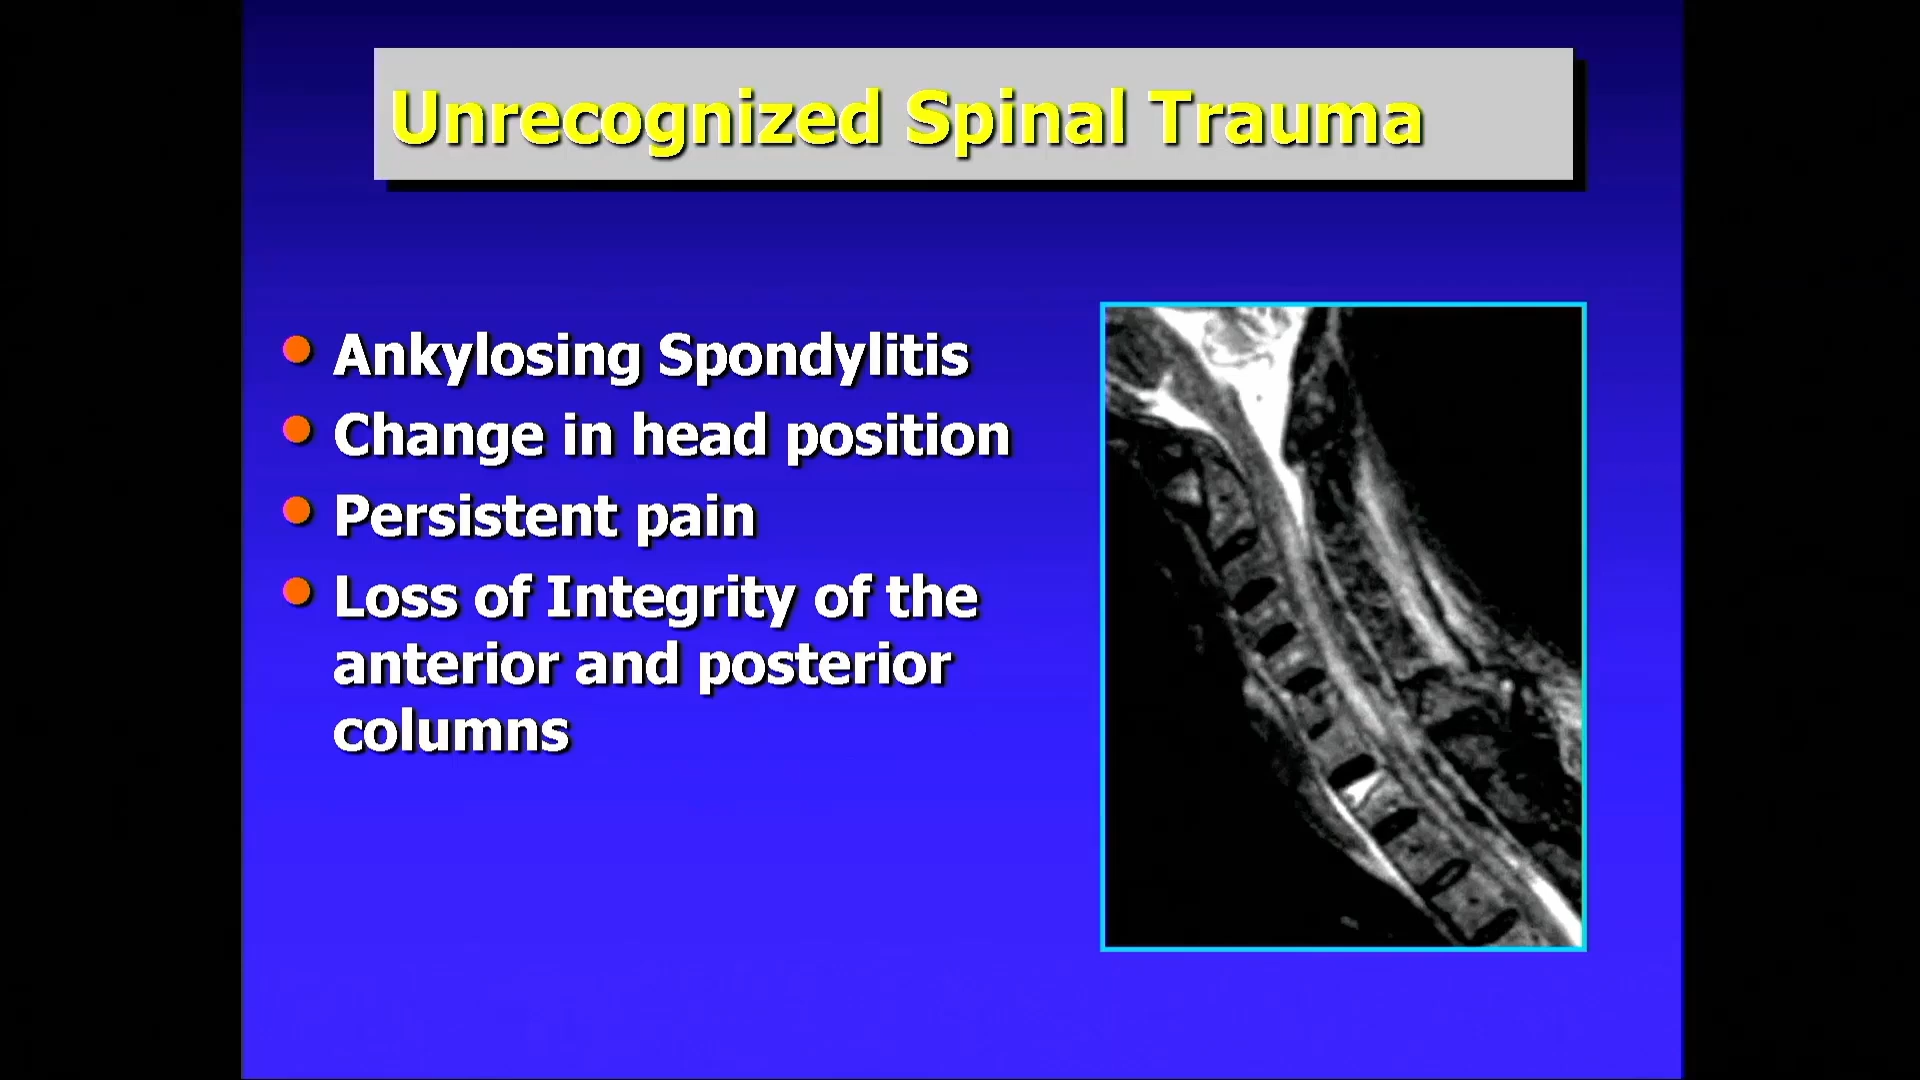 Unrecognized Spinal Trauma
Ankylosing Spondylitis
Change in head position
Persistent pain
Loss of Integrity of the
anterior and posterior
columns